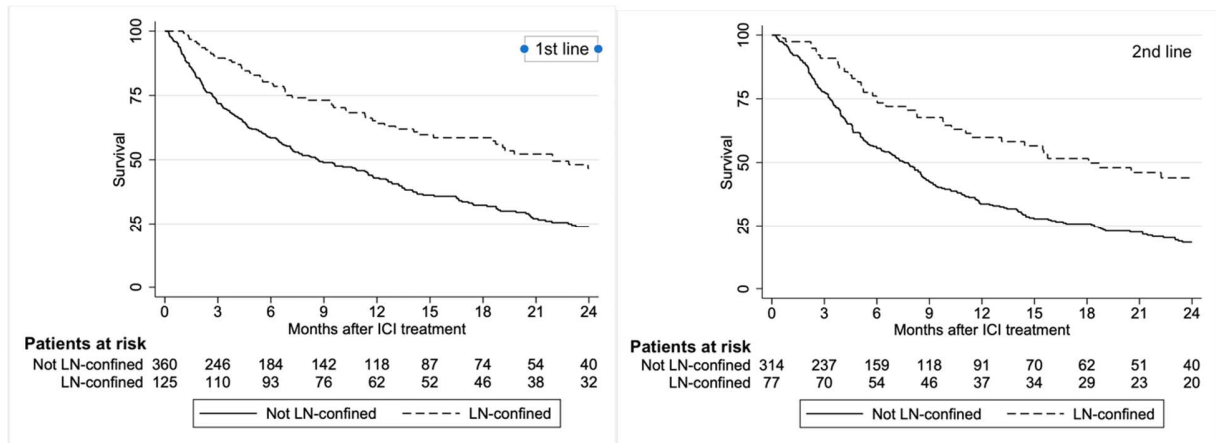 1st line
Survival
100
75
50
25
0
0 3 6 9 12 15 18 21 24
Months after ICI treatment
Patients at risk
Not LN-confined 360 246 184 142 118 87 74 54 40
LN-confined 125 110 93 76 62 52 46 38 32
Not LN-confined LN-confined
2nd line
Survival
100
75
50
25
0
0 3 6 9 12 15 18 21 24
Months after ICI treatment
Patients at risk
Not LN-confined 314 237 159 118 91 70 62 51 40
LN-confined 77 70 54 46 37 34 29 23 20
Not LN-confined LN-confined